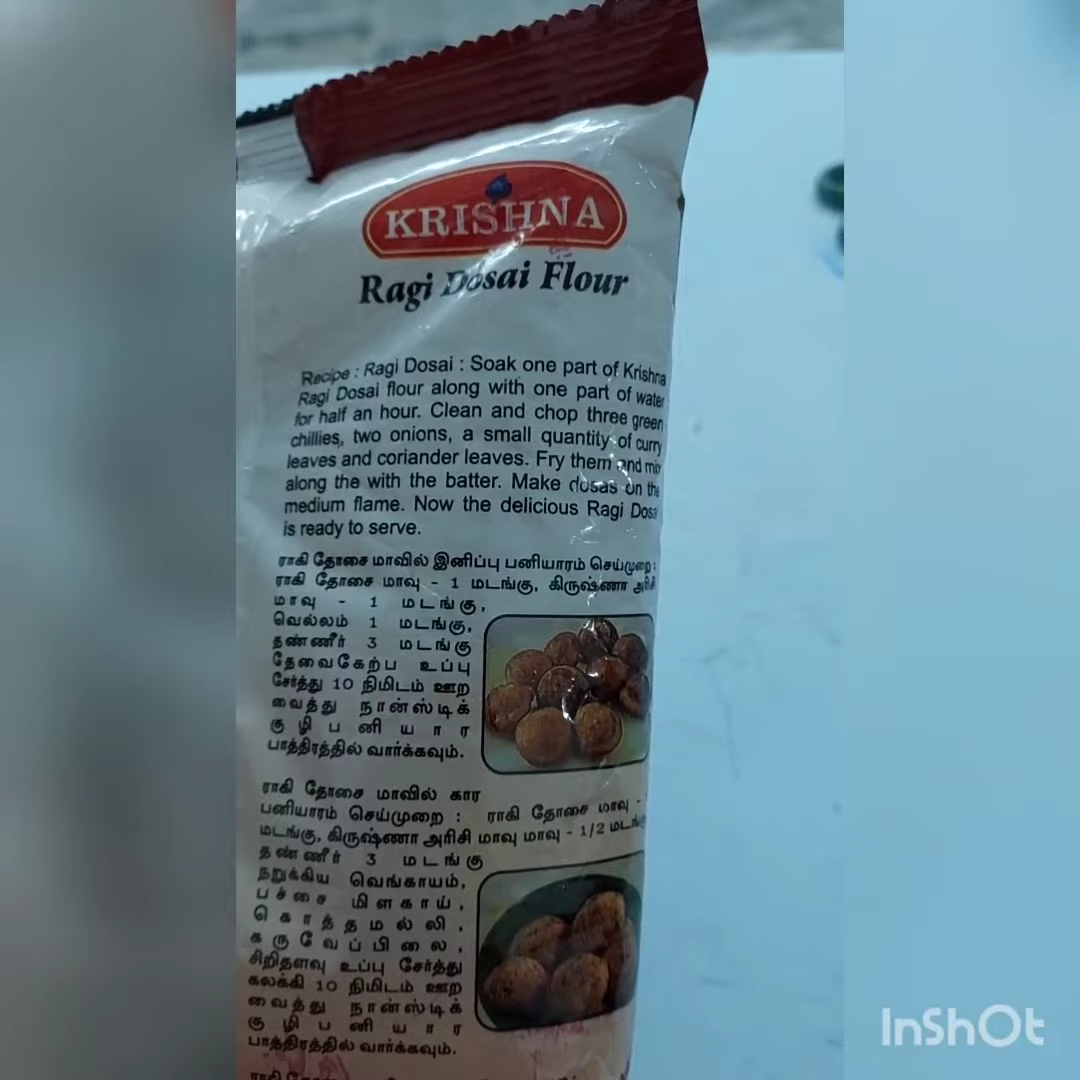 KRISHNA
Ragi Dosai Flour
Recipe : Ragi Dosai : Soak one part of Krishna
Ragi Dosai flour along with one part of water
for half an hour. Clean and chop three green
chillies, two onions, a small quantity of curry
leaves and coriander leaves. Fry them and mix
along the with the batter. Make dosas on the
medium flame. Now the delicious Ragi Dosai
is ready to serve.
ராகி தோசை மாவில் இனிப்பு பனியாரம் செய்முறை :
ராகி தோசை மாவு - 1 மடங்கு, கிருஷ்ணா அரிசி
மாவு - 1 மடங்கு,
வெல்லம் 1 மடங்கு,
தண்ணீர் 3 மடங்கு
தேவைகேற்ப உப்பு
சேர்த்து 10 நிமிடம் ஊற
வைத்து நான்ஸ்டிக்
குழிபனியார
பாத்திரத்தில் வார்க்கவும்.
ராகி தோசை மாவில் கார
பனியாரம் செய்முறை : ராகி தோசை மாவு -
மடங்கு, கிருஷ்ணா அரிசி மாவு மாவு - 1/2 மடங்கு
தண்ணீர் 3 மடங்கு
நறுக்கிய வெங்காயம்,
பச்சை மிளகாய்,
கொத்தமல்லி,
கருவேப்பிலை,
சிறிதளவு உப்பு சேர்த்து
கலக்கி 10 நிமிடம் ஊற
வைத்து நான்ஸ்டிக்
குழிபனியார
பாத்திரத்தில் வார்க்கவும்.
InShOt